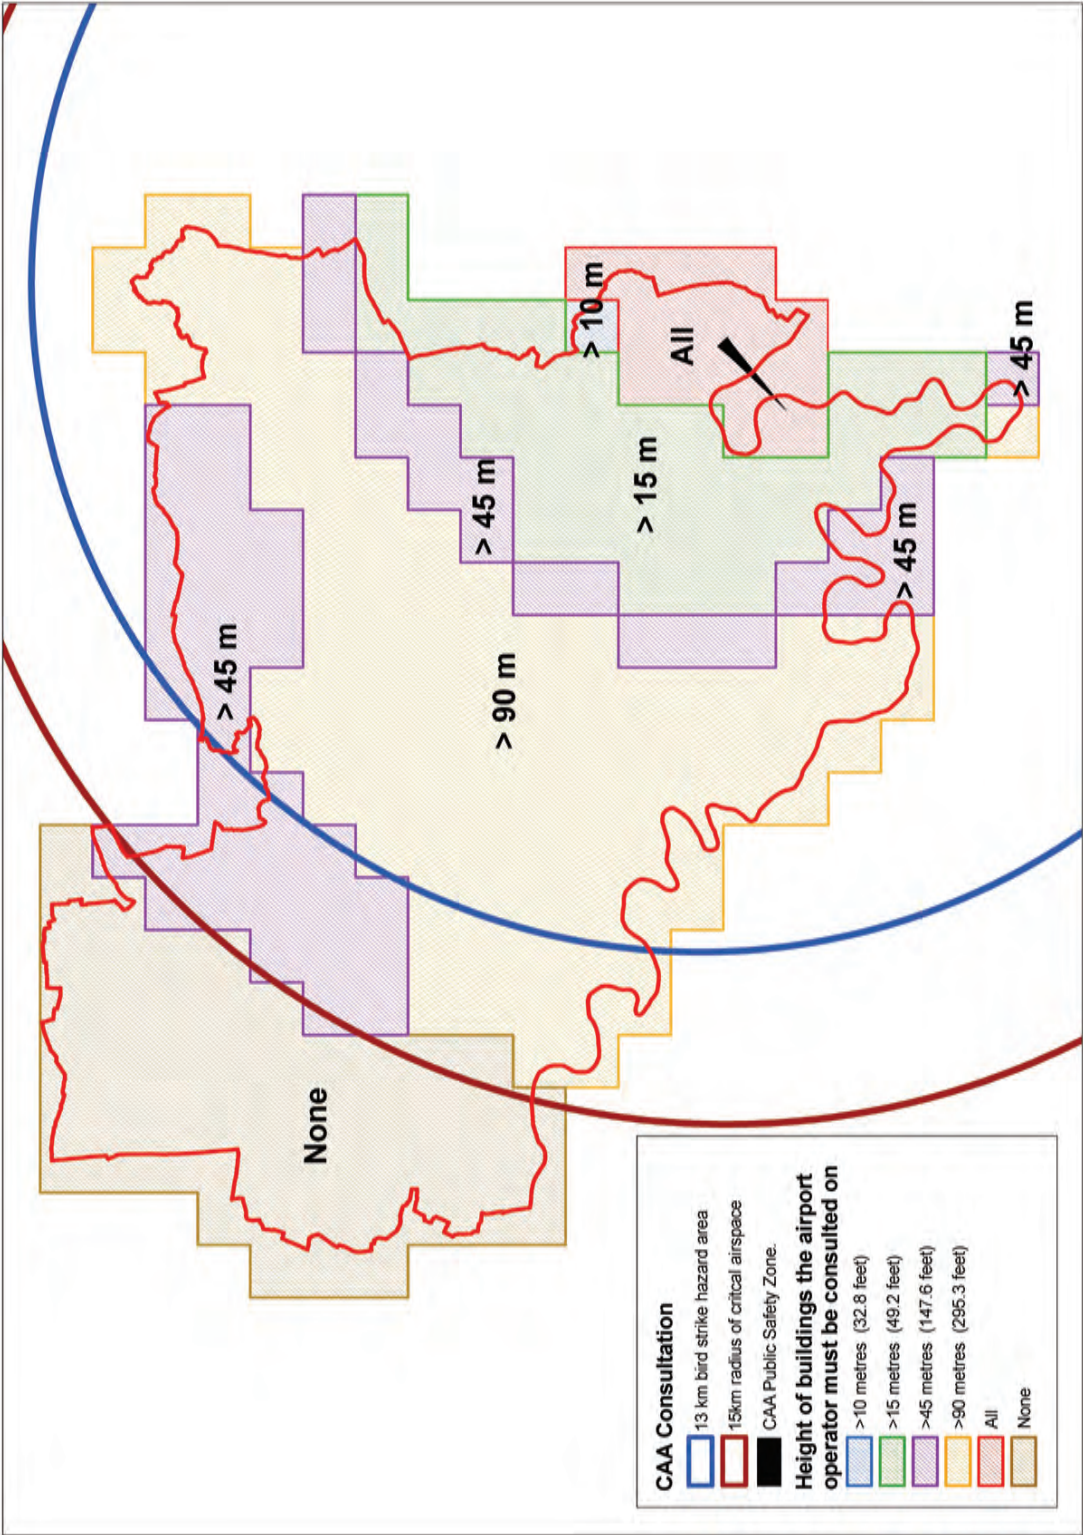 > 10 m
All
> 45 m
> 15 m
> 45 m
> 45 m
> 45 m
> 90 m
None
CAA Consultation
13 km bird strike hazard area
15km radius of critcal airspace
CAA Public Safety Zone.
Height of buildings the airport
operator must be consulted on
>10 metres (32.8 feet)
>15 metres (49.2 feet)
>45 metres (147.6 feet)
>90 metres (295.3 feet)
All
None